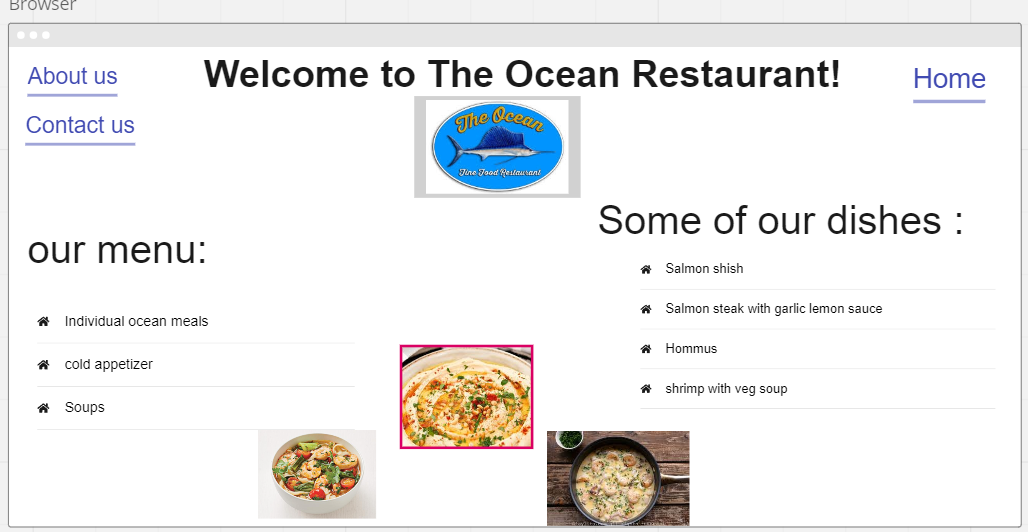 Browser
About us
Welcome to The Ocean Restaurant!
Home
Contact us
The Ocean
Fine Food Restaurant
our menu:
Individual ocean meals
cold appetizer
Soups
Some of our dishes :
Salmon shish
Salmon steak with garlic lemon sauce
Hommus
shrimp with veg soup